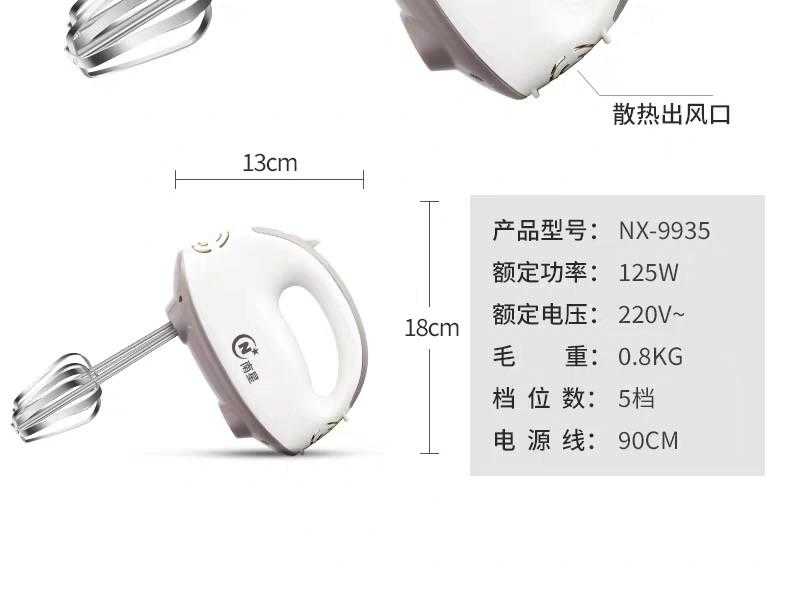 散热出风口
13cm
18cm
N
南星
产品型号： NX-9935
额定功率： 125W
额定电压： 220V~
毛 重： 0.8KG
档 位 数： 5档
电 源 线： 90CM